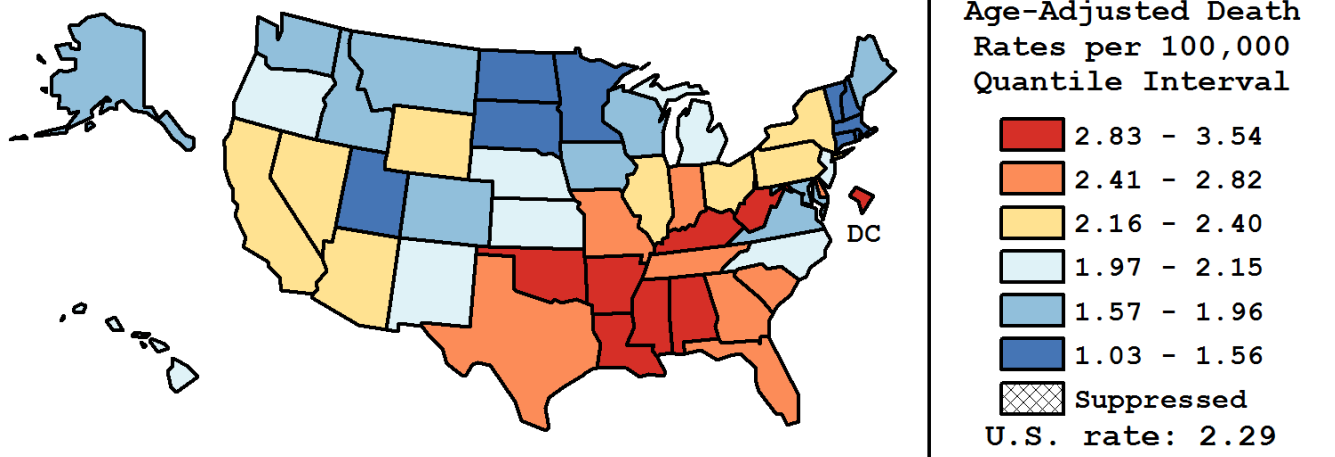 Age-Adjusted Death
Rates per 100,000
Quantile Interval
2.83 - 3.54
2.41 - 2.82
2.16 - 2.40
1.97 - 2.15
1.57 - 1.96
1.03 - 1.56
Suppressed
U.S. rate: 2.29
DC